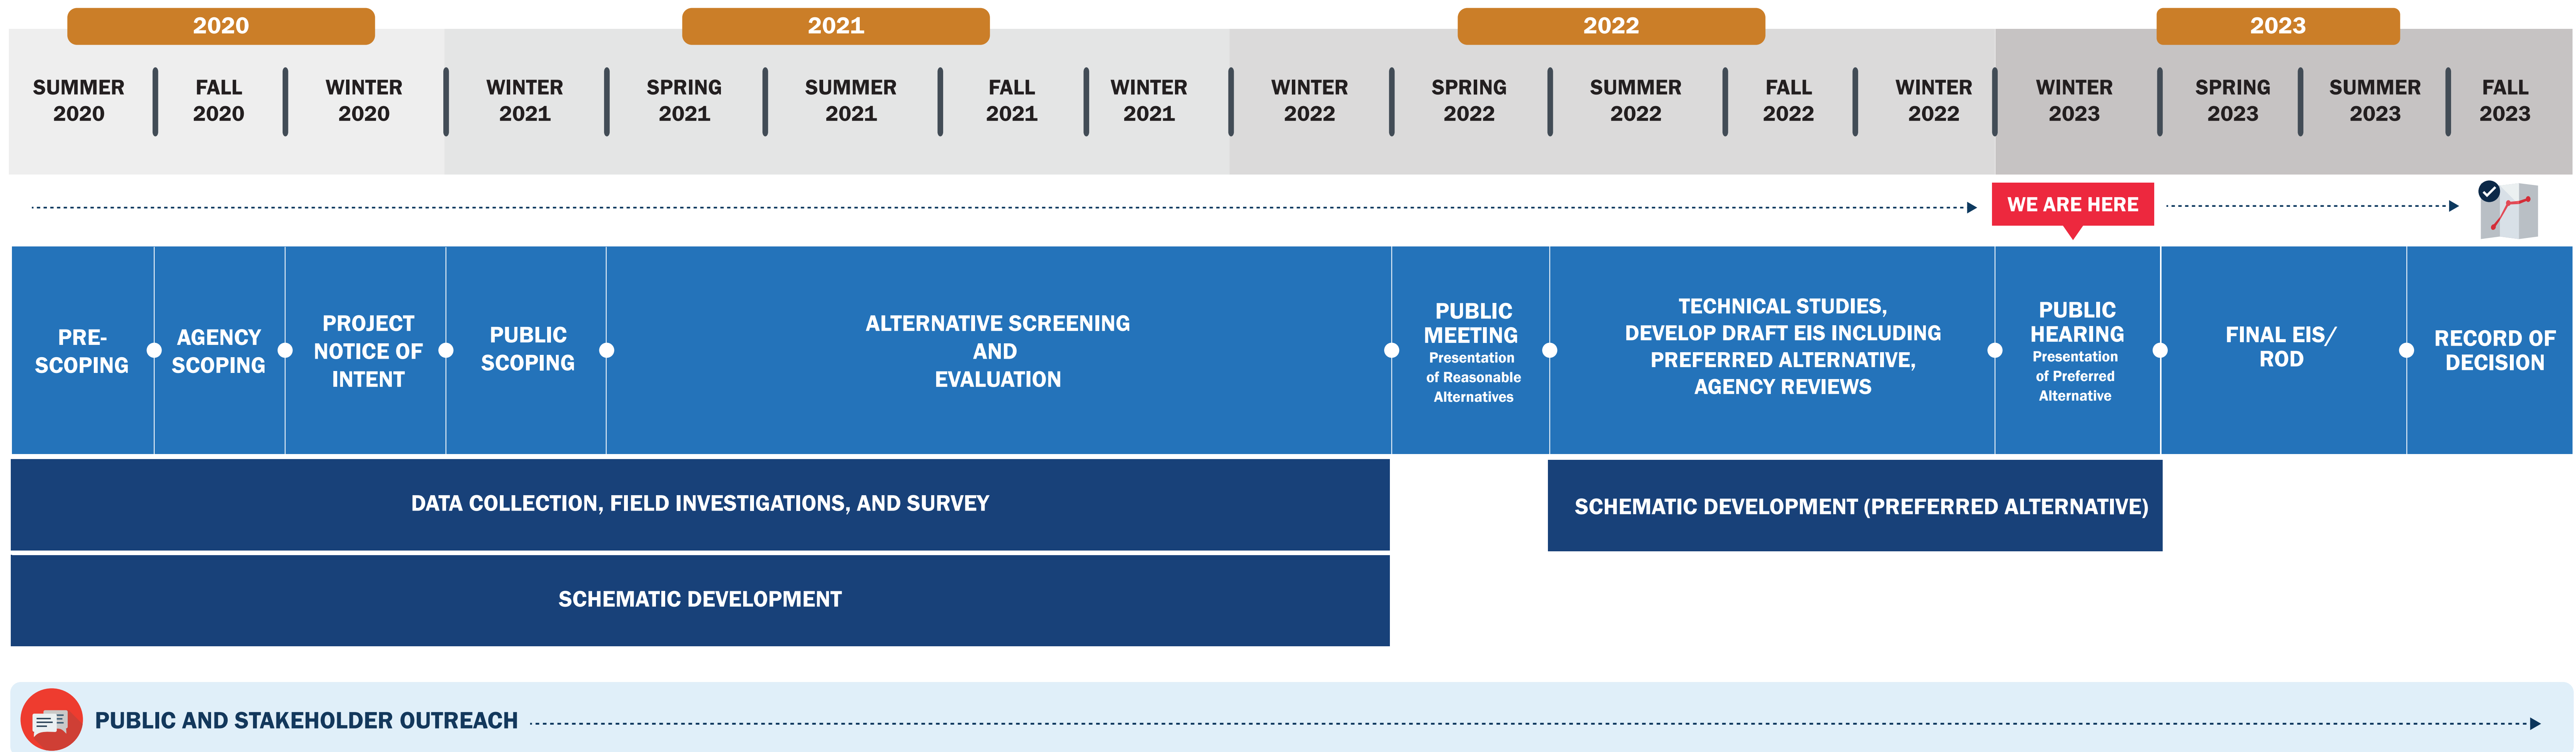 2020
2021
2022
2023
SUMMER
2020
FALL
2020
WINTER
2020
WINTER
2021
SPRING
2021
SUMMER
2021
FALL
2021
WINTER
2021
WINTER
2022
SPRING
2022
SUMMER
2022
FALL
2022
WINTER
2022
WINTER
2023
SPRING
2023
SUMMER
2023
FALL
2023
WE ARE HERE
PRE-
SCOPING
AGENCY
SCOPING
PROJECT
NOTICE OF
INTENT
PUBLIC
SCOPING
ALTERNATIVE SCREENING
AND
EVALUATION
PUBLIC
MEETING
Presentation
of Reasonable
Alternatives
TECHNICAL STUDIES,
DEVELOP DRAFT EIS INCLUDING
PREFERRED ALTERNATIVE,
AGENCY REVIEWS
PUBLIC
HEARING
Presentation
of Preferred
Alternative
FINAL EIS/
ROD
RECORD OF
DECISION
DATA COLLECTION, FIELD INVESTIGATIONS, AND SURVEY
SCHEMATIC DEVELOPMENT (PREFERRED ALTERNATIVE)
SCHEMATIC DEVELOPMENT
PUBLIC AND STAKEHOLDER OUTREACH